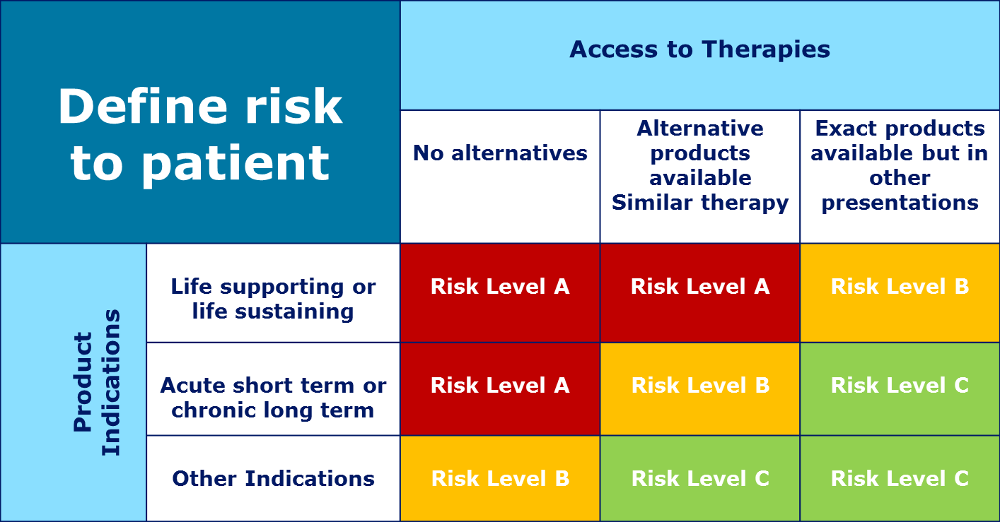 Define risk
to patient
Access to Therapies
No alternatives
Alternative
products
available
Similar therapy
Exact products
available but in
other
presentations
Product
Indications
Life supporting or
life sustaining
Risk Level A
Risk Level A
Risk Level B
Acute short term or
chronic long term
Risk Level A
Risk Level B
Risk Level C
Other Indications
Risk Level B
Risk Level C
Risk Level C